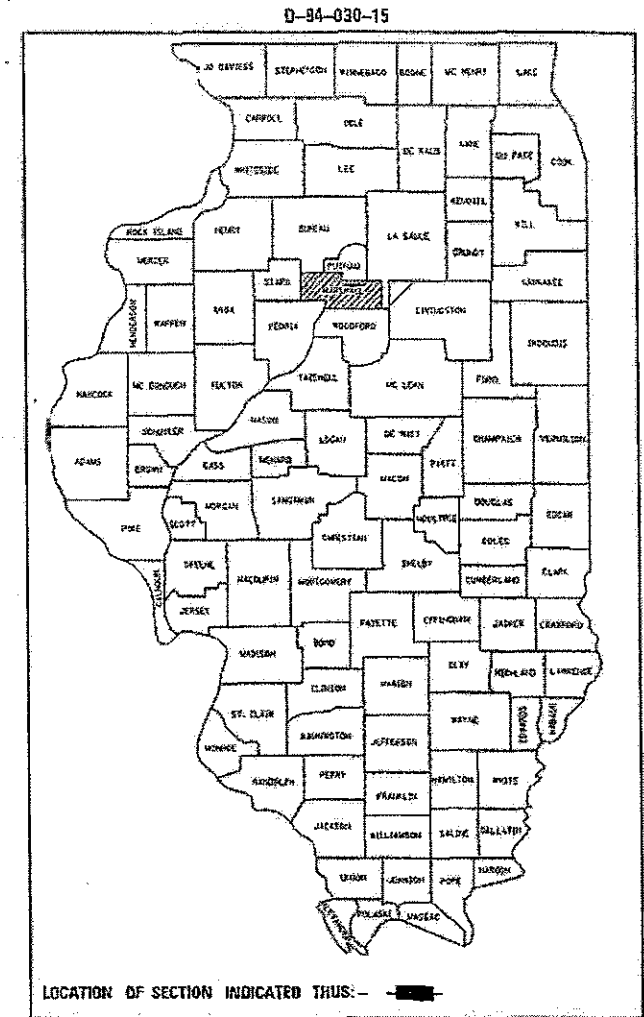 D-94-030-15
JO DAVIESS STEPHENSON WINNEBAGO BOONE MC HENRY LAKE
CARROLL OGLE
DE KALB KANE DU PAGE COOK
WHITESIDE LEE
KENDALL
ROCK ISLAND HENRY BUREAU LA SALLE WILL
MERCER PUTNAM GRUNDY
STARK MARSHALL KANKAKEE
HENDERSON WARREN KNOX PEORIA WOODFORD LIVINGSTON
IROQUOIS
HANCOCK MC DONOUGH FULTON TAZEWELL MC LEAN FORD
MASON
SCHUYLER LOGAN DE WITT CHAMPAIGN VERMILION
ADAMS BROWN CASS MENARD PIATT
MACON
MORGAN SANGAMON DOUGLAS
PIKE SCOTT MOULTRIE EDGAR
CHRISTIAN COLES
GREENE SHELBY
CALHOUN MACOUPIN MONTGOMERY CUMBERLAND CLARK
JERSEY
FAYETTE EFFINGHAM JASPER CRAWFORD
MADISON BOND
CLAY RICHLAND LAWRENCE
CLINTON MARION
ST. CLAIR WAYNE EDWARDS WABASH
WASHINGTON JEFFERSON
MONROE
RANDOLPH PERRY HAMILTON WHITE
FRANKLIN
JACKSON WILLIAMSON SALINE GALLATIN
UNION JOHNSON POPE HARDIN
ALEXANDER PULASKI MASSAC
LOCATION OF SECTION INDICATED THUS:-